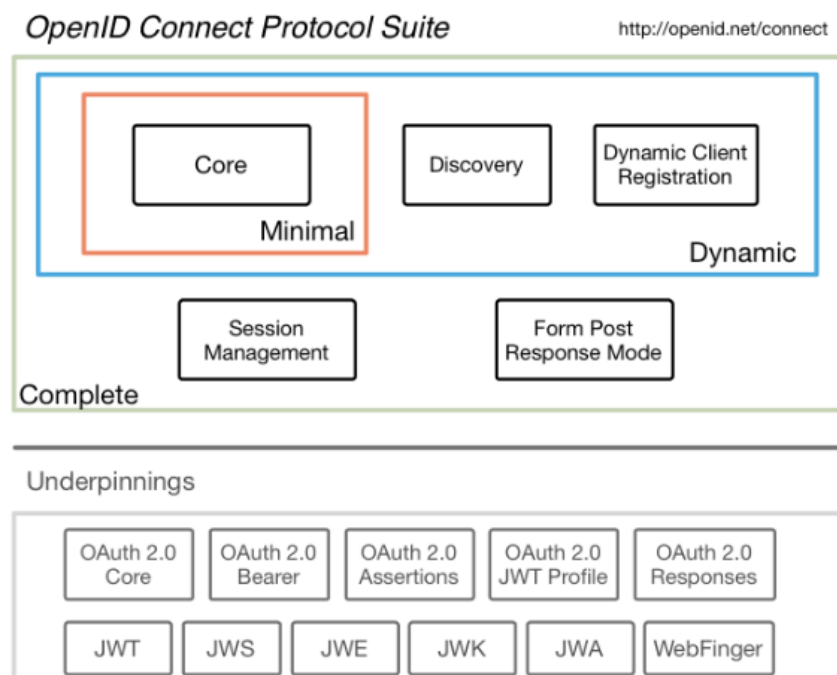 OpenID Connect Protocol Suite
http://openid.net/connect
Core
Discovery
Dynamic Client
Registration
Minimal
Dynamic
Session
Management
Form Post
Response Mode
Complete
Underpinnings
OAuth 2.0
Core
OAuth 2.0
Bearer
OAuth 2.0
Assertions
OAuth 2.0
JWT Profile
OAuth 2.0
Responses
JWT
JWS
JWE
JWK
JWA
WebFinger